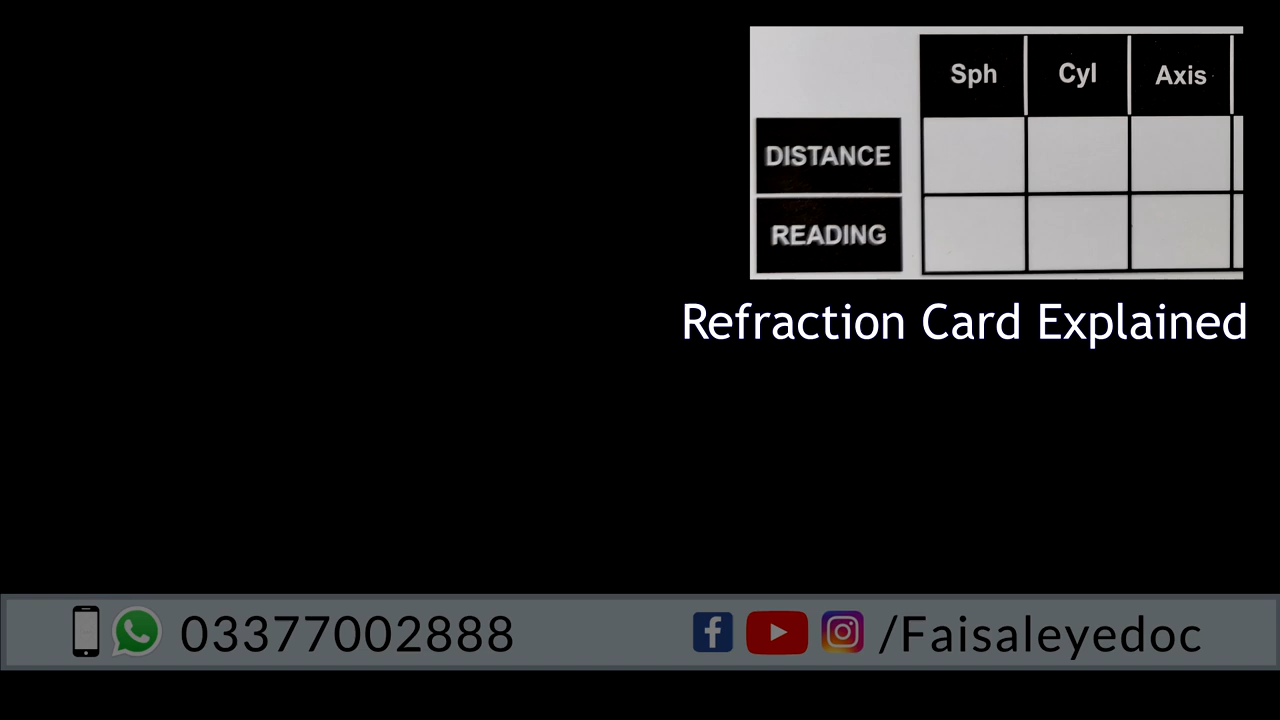 Sph Cyl Axis
DISTANCE
READING
Refraction Card Explained
03377002888 /Faisaleyedoc